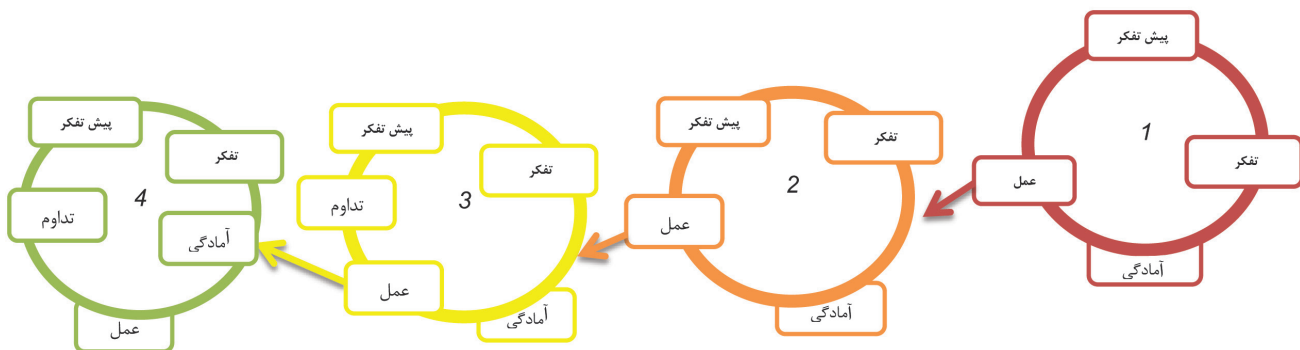 پیش تفکر
1
تفکر
عمل
آمادگی
پیش تفکر
تفکر
2
عمل
آمادگی
پیش تفکر
تفکر
3
تداوم
عمل
آمادگی
پیش تفکر
تفکر
4
تداوم
آمادگی
عمل